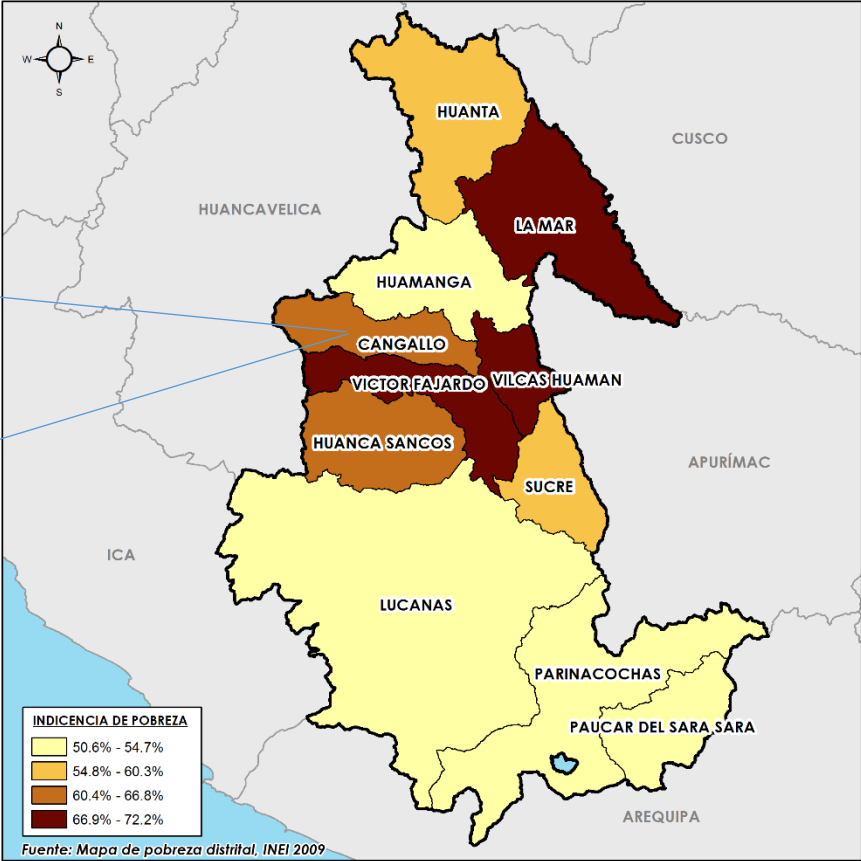 N
W E
S
HUANTA
CUSCO
HUANCAVELICA
LA MAR
HUAMANGA
CANGALLO
VICTOR FAJARDO
VILCAS HUAMAN
HUANCA SANCOS
APURÍMAC
SUCRE
ICA
LUCANAS
PARINACOCHAS
PAUCAR DEL SARA SARA
AREQUIPA
INDICENCIA DE POBREZA
50.6% - 54.7%
54.8% - 60.3%
60.4% - 66.8%
66.9% - 72.2%
Fuente: Mapa de pobreza distrital, INEI 2009